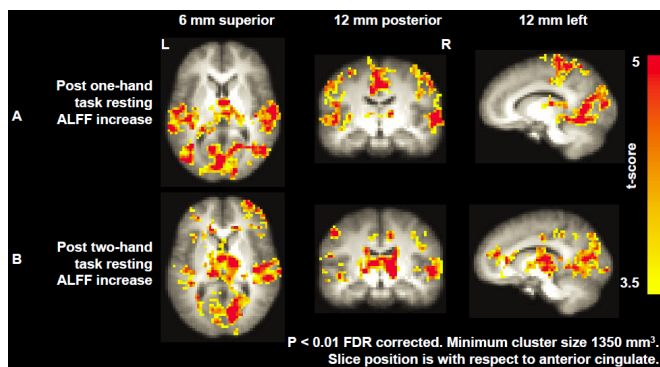 6 mm superior
12 mm posterior
12 mm left
L
R
A
Post one-hand
task resting
ALFF increase
5
t-score
3.5
B
Post two-hand
task resting
ALFF increase
P < 0.01 FDR corrected. Minimum cluster size 1350 mm³.
Slice position is with respect to anterior cingulate.